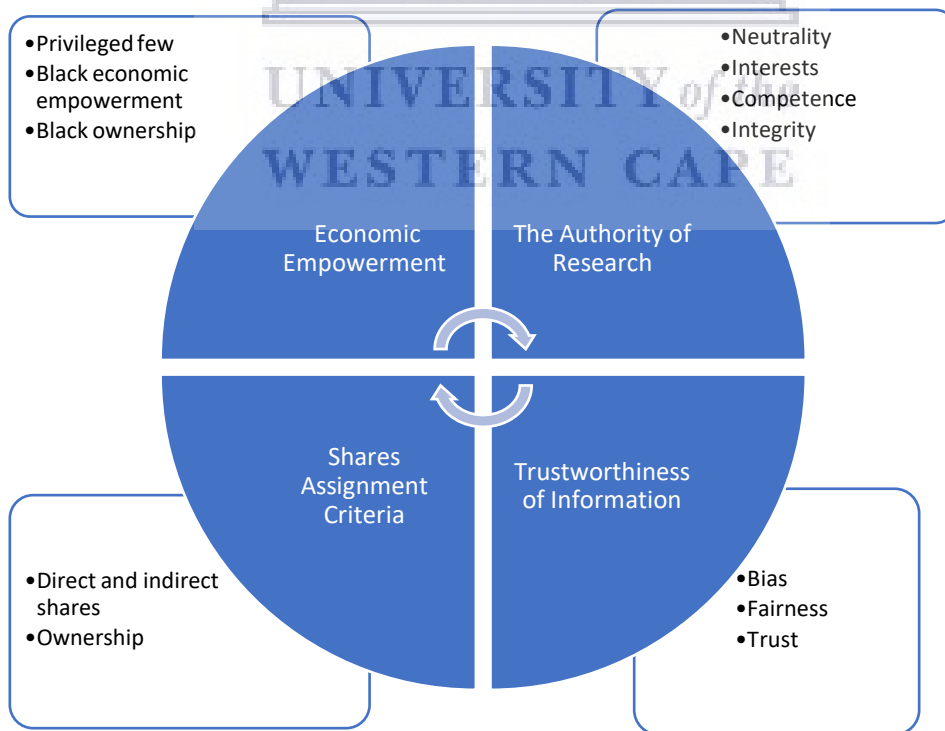 •Privileged few
•Black economic
empowerment
•Black ownership
•Neutrality
•Interests
•Competence
•Integrity
UNIVERSITY of the
WESTERN CAPE
Economic
Empowerment
The Authority of
Research
Shares
Assignment
Criteria
Trustworthiness
of Information
•Direct and indirect
shares
•Ownership
•Bias
•Fairness
•Trust